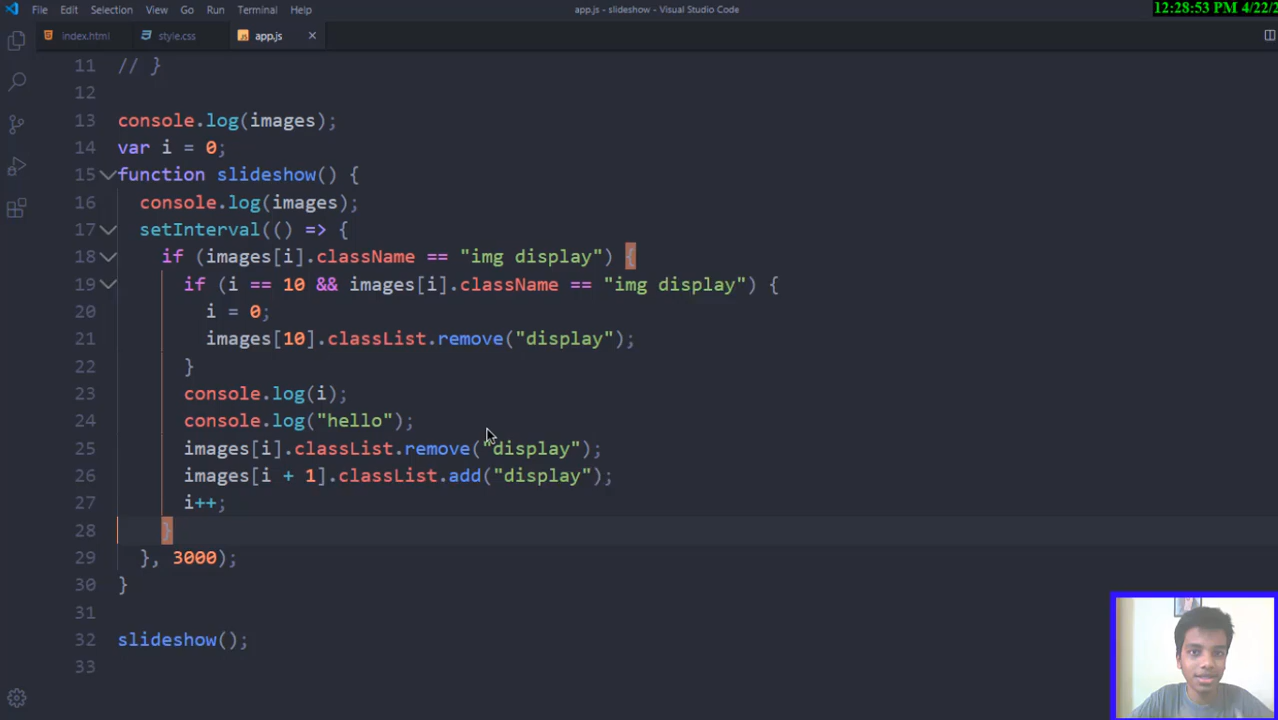 File Edit Selection View Go Run Terminal Help app.js - slideshow - Visual Studio Code 12:28:53 PM 4/22/2
index.html style.css app.js ×
11 // }
12
13 console.log(images);
14 var i = 0;
15 function slideshow() {
16 console.log(images);
17 setInterval(() => {
18 if (images[i].className == "img display") {
19 if (i == 10 && images[i].className == "img display") {
20 i = 0;
21 images[10].classList.remove("display");
22 }
23 console.log(i);
24 console.log("hello");
25 images[i].classList.remove("display");
26 images[i + 1].classList.add("display");
27 i++;
28 }
29 }, 3000);
30 }
31
32 slideshow();
33